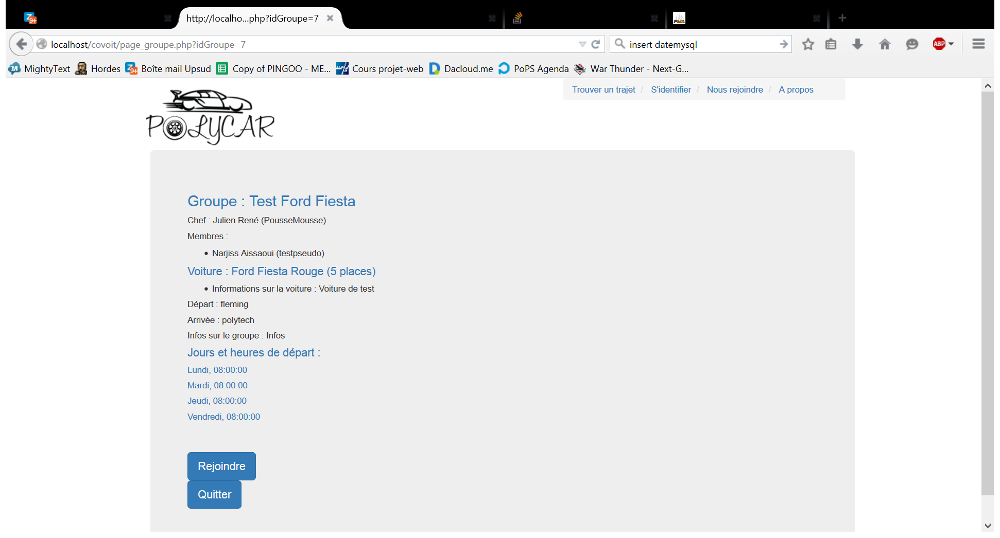 http://localho...php?idGroupe=7
localhost/covoit/page_groupe.php?idGroupe=7
insert datemysql
ABP
MightyText Hordes Boîte mail Upsud Copy of PINGOO - ME... Cours projet-web Dacloud.me PoPS Agenda War Thunder - Next-G...
Trouver un trajet / S'identifier / Nous rejoindre / A propos
POLYCAR
Groupe : Test Ford Fiesta
Chef : Julien René (PousseMousse)
Membres :
• Narjiss Aissaoui (testpseudo)
Voiture : Ford Fiesta Rouge (5 places)
• Informations sur la voiture : Voiture de test
Départ : fleming
Arrivée : polytech
Infos sur le groupe : Infos
Jours et heures de départ :
Lundi, 08:00:00
Mardi, 08:00:00
Jeudi, 08:00:00
Vendredi, 08:00:00
Rejoindre
Quitter